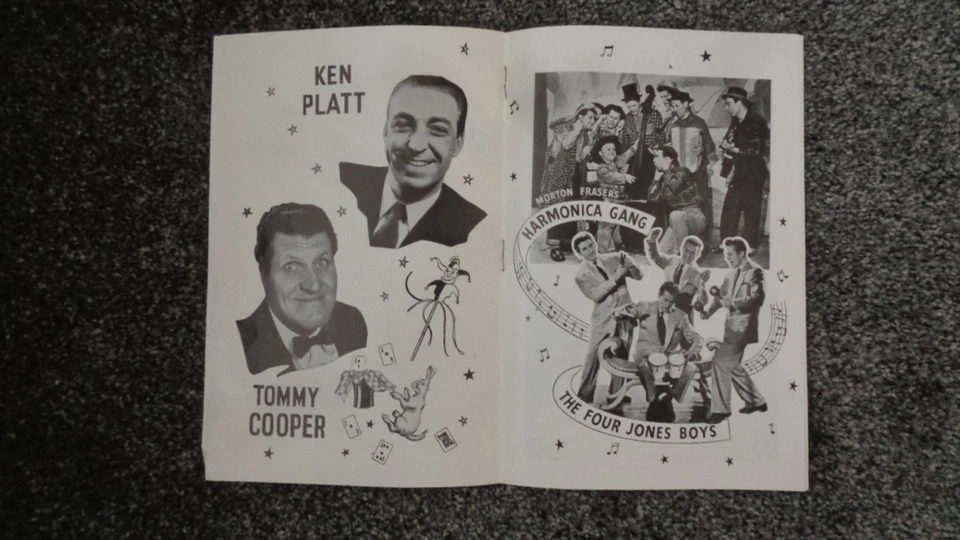 KEN
PLATT
TOMMY
COOPER
MORTON FRASER'S
HARMONICA GANG
THE FOUR JONES BOYS